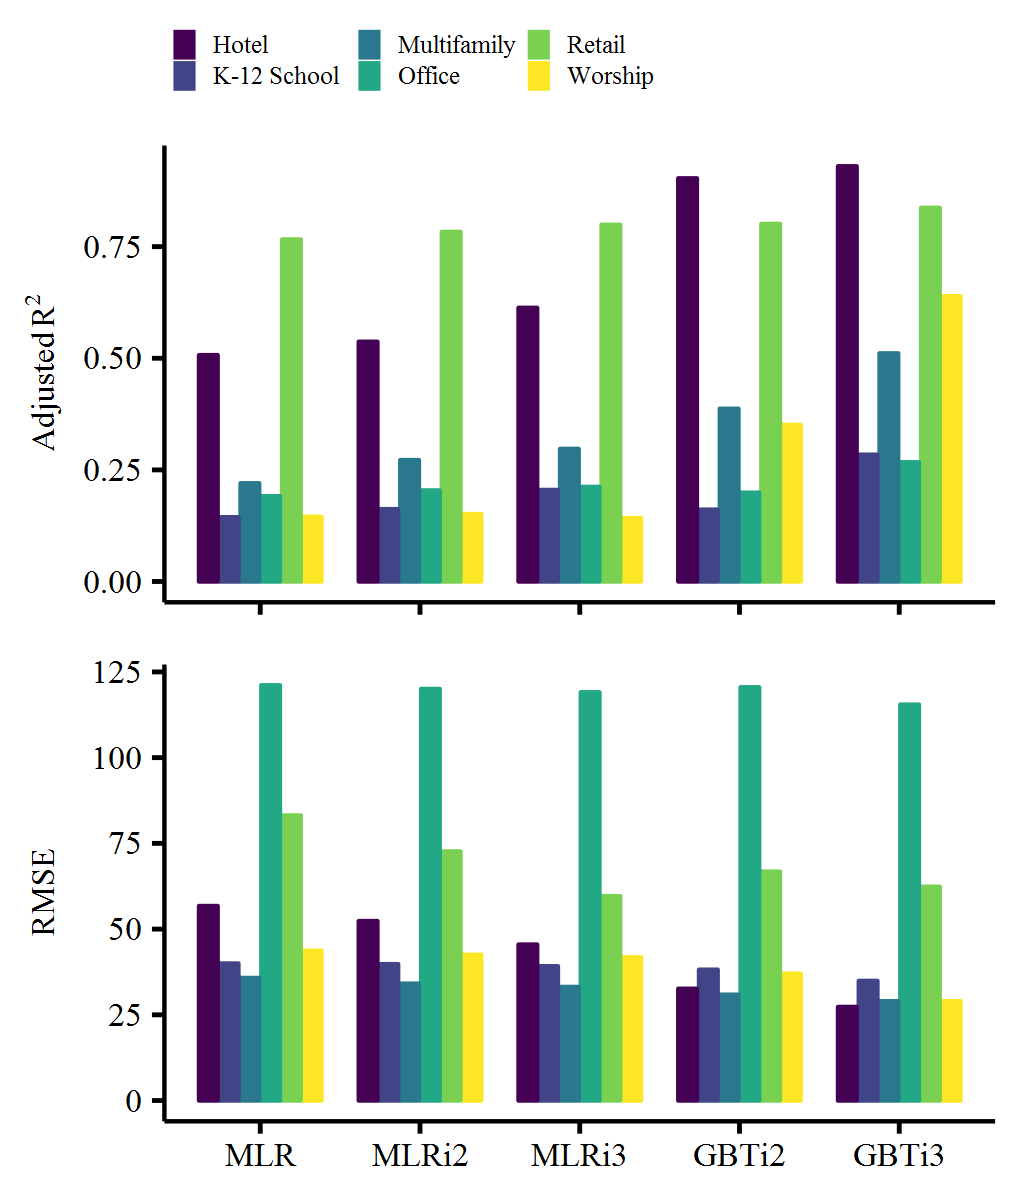 Hotel Multifamily Retail
K-12 School Office Worship
Adjusted R²
0.75
0.50
0.25
0.00
RMSE
125
100
75
50
25
0
MLR MLRi2 MLRi3 GBTi2 GBTi3